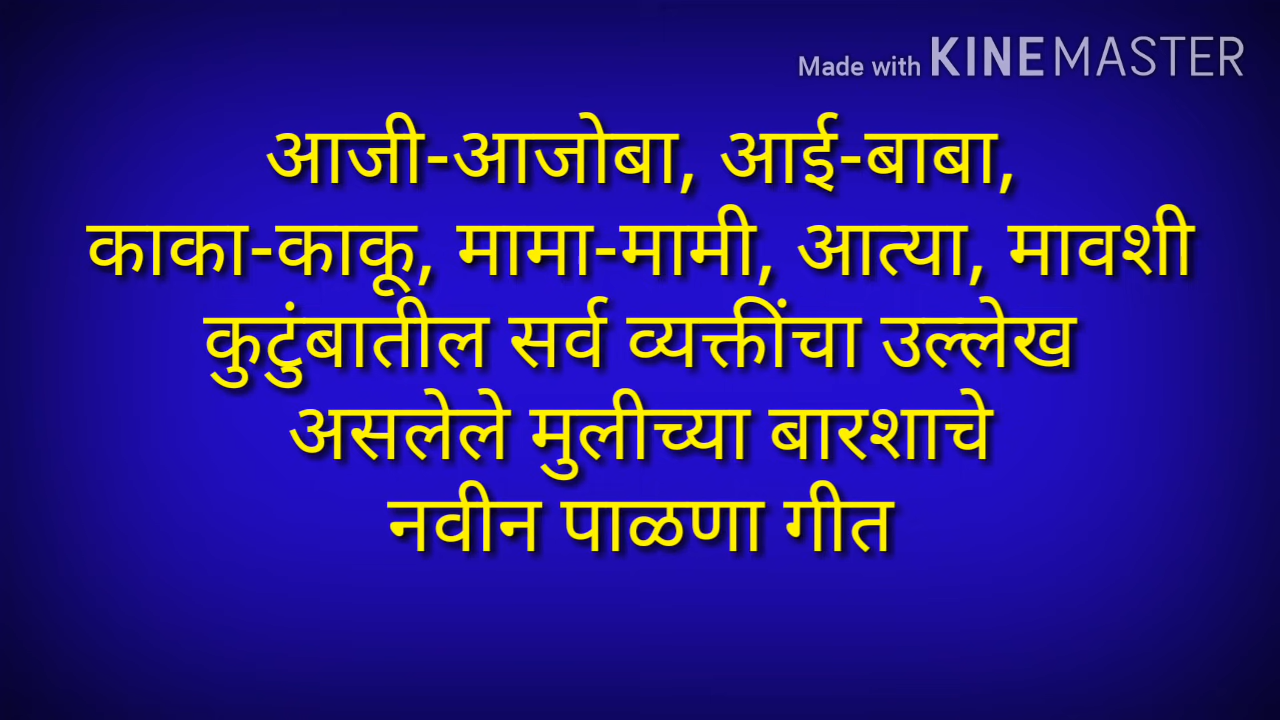 Made with KINEMASTER
आजी-आजोबा, आई-बाबा,
काका-काकू, मामा-मामी, आत्या, मावशी
कुटुंबातील सर्व व्यक्तींचा उल्लेख
असलेले मुलीच्या बारशाचे
नवीन पाळणा गीत